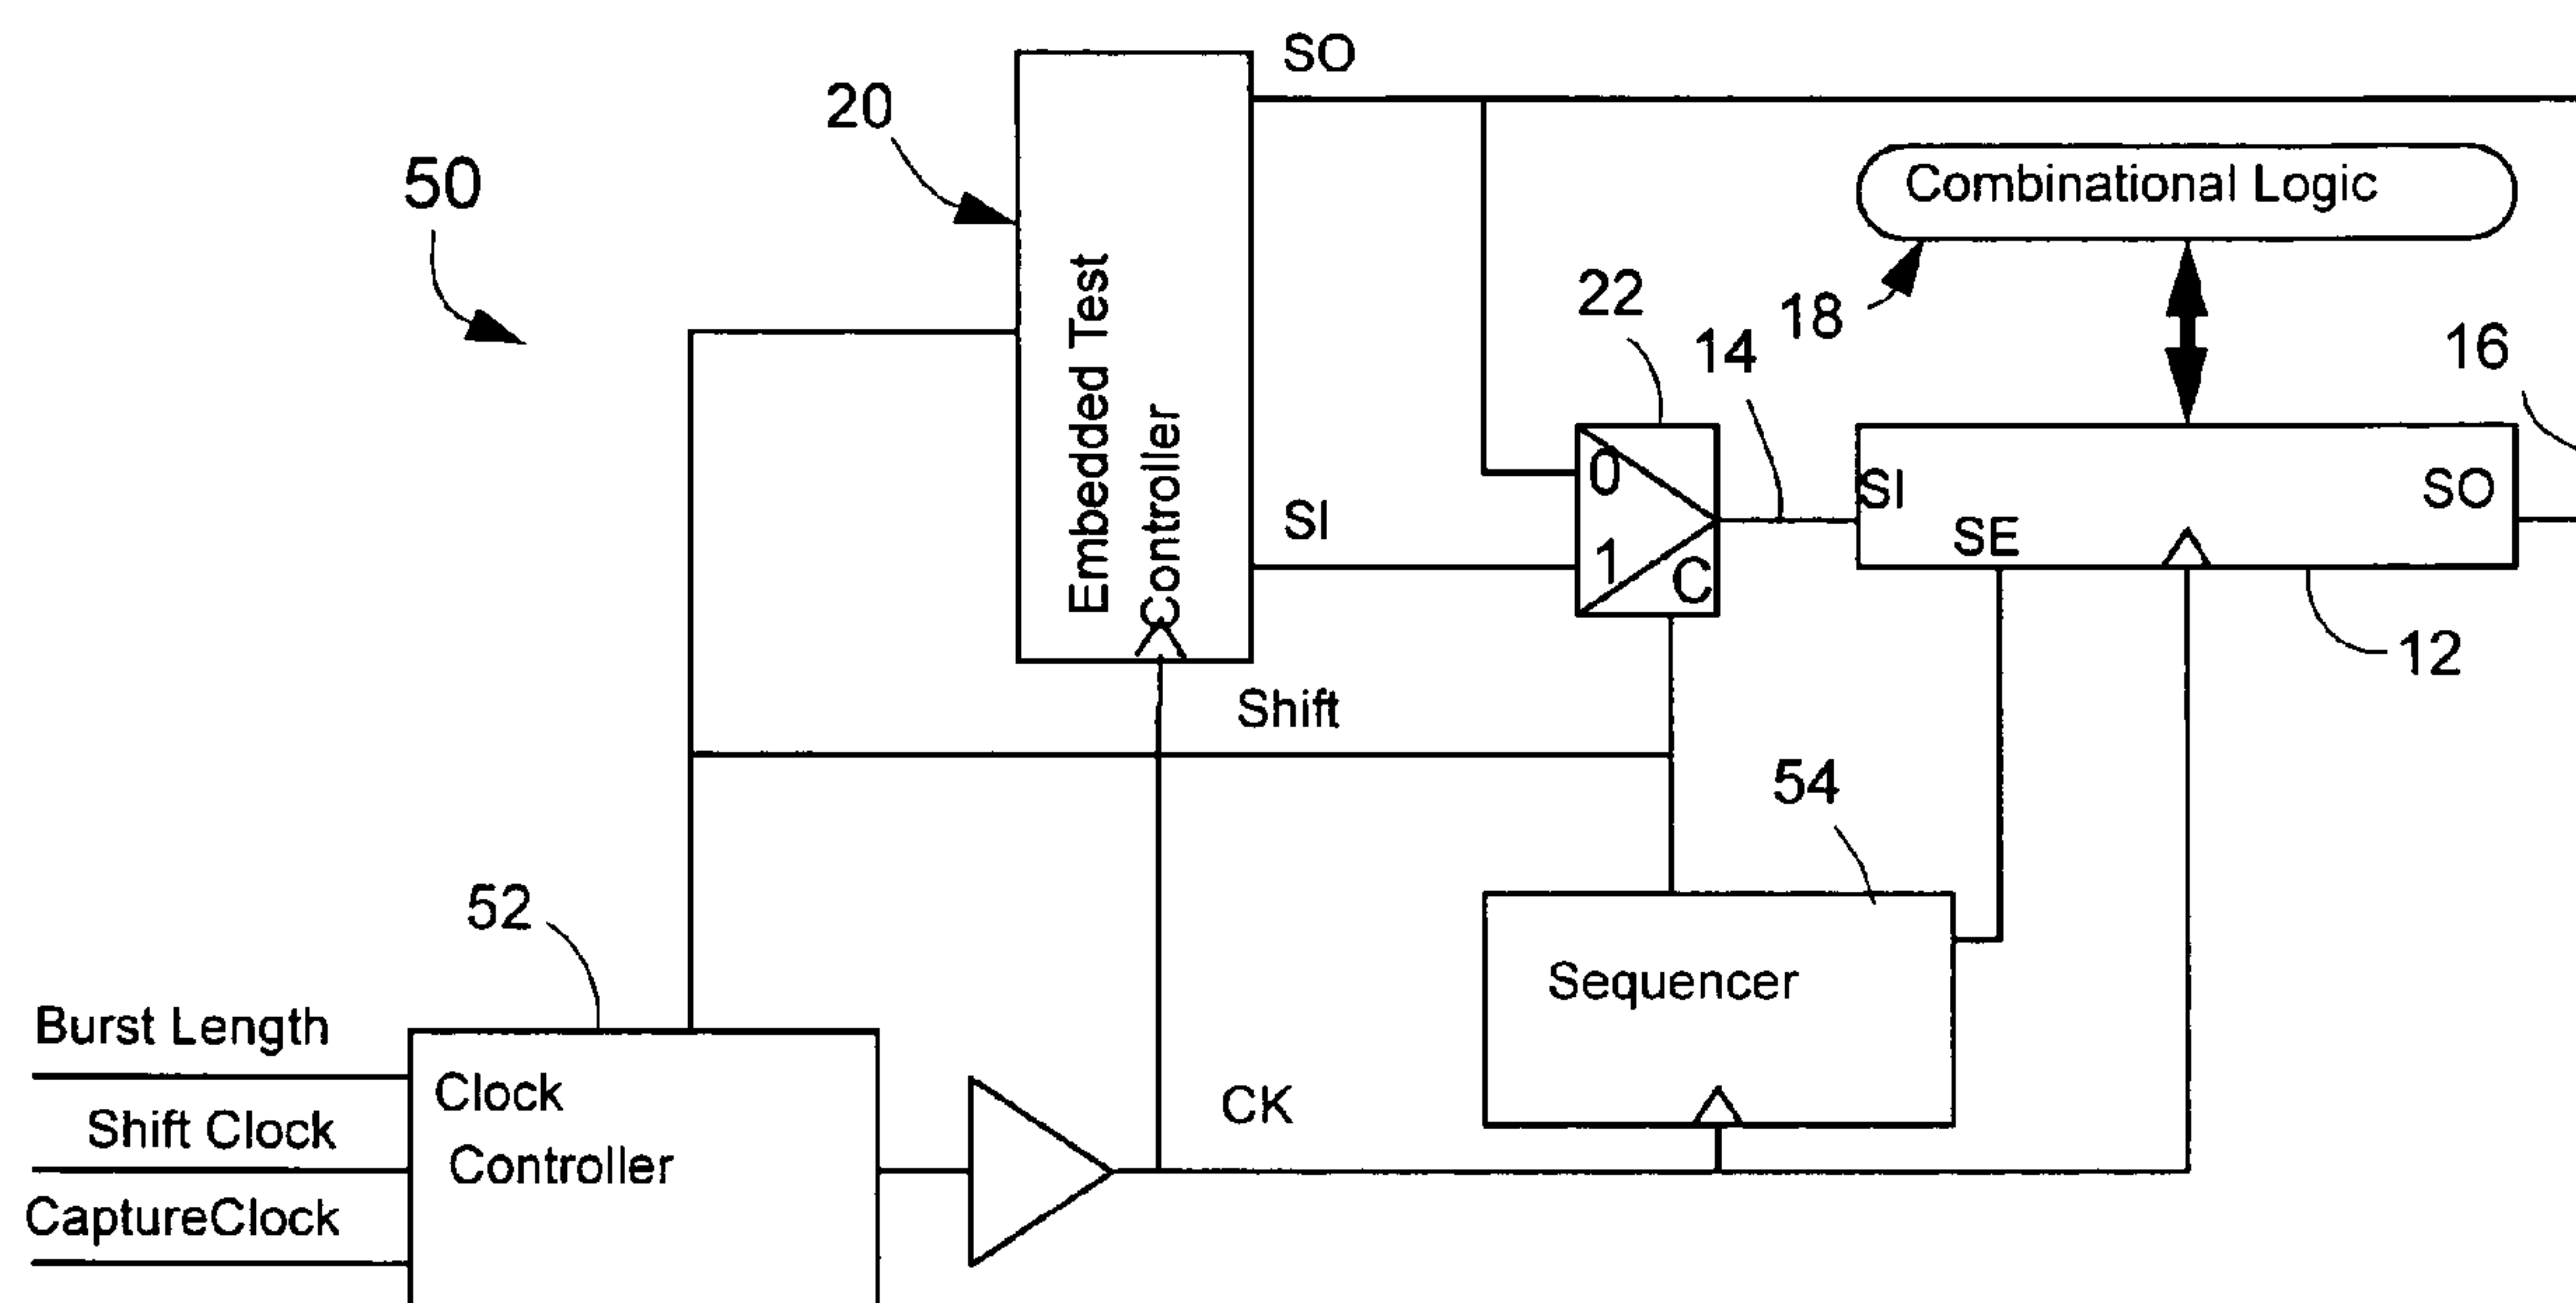 SO
20
50
Combinational Logic
22
18
14
16
Embedded Test
Controller
0
SI
1
C
SI
SO
SE
12
Shift
54
52
Sequencer
Burst Length
Clock
Controller
Shift Clock
CK
CaptureClock